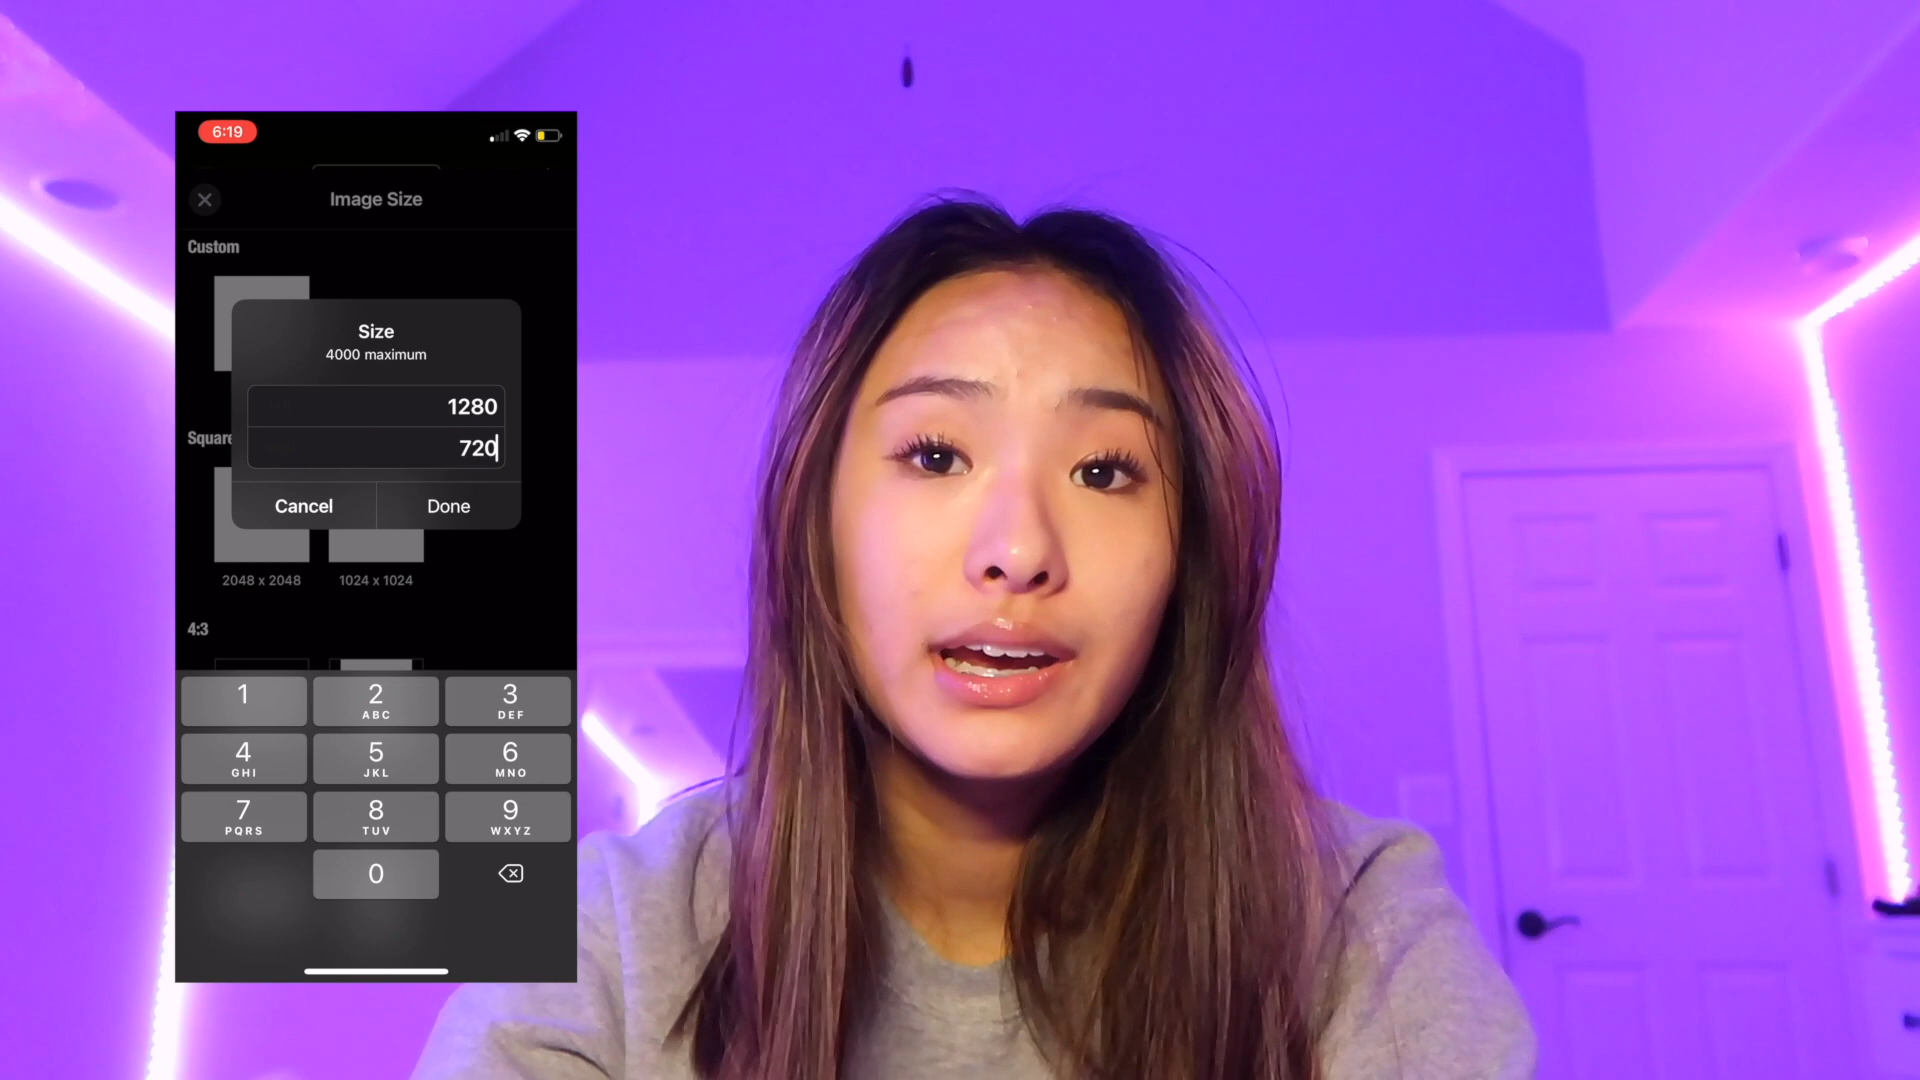 6:19
Image Size
Custom
Size
4000 maximum
1280
720
Square
Cancel
Done
2048 x 2048
1024 x 1024
4:3
1
2
ABC
3
DEF
4
GHI
5
JKL
6
MNO
7
PQRS
8
TUV
9
WXYZ
0